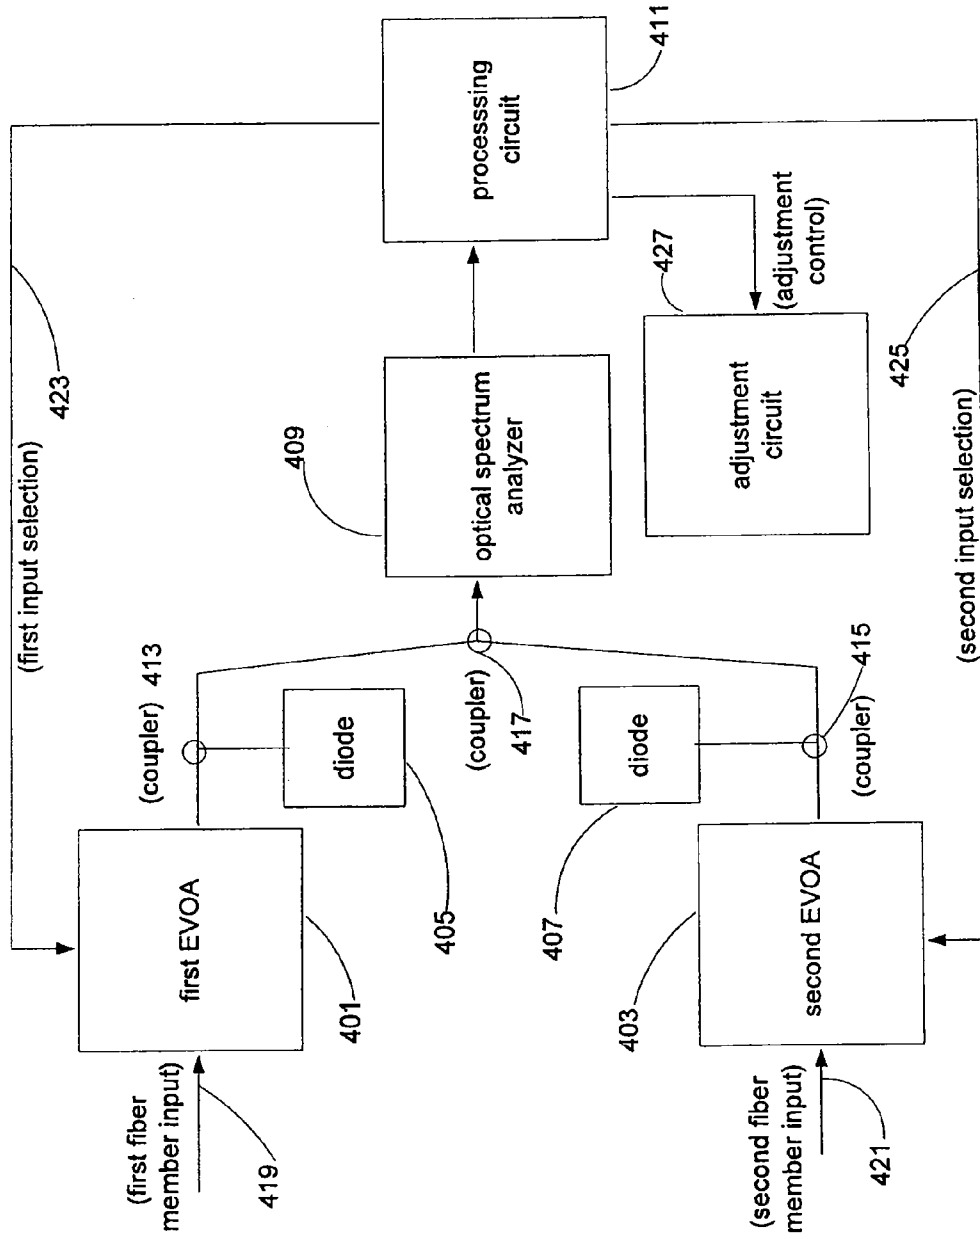 (first fiber
member input)
419
first EVOA
401
(first input selection)
423
(coupler) 413
diode
405
(second fiber
member input)
421
second EVOA
403
(second input selection)
425
(coupler)
415
diode
407
(coupler)
417
optical spectrum
analyzer
409
processsing
circuit
411
adjustment
circuit
427
(adjustment
control)